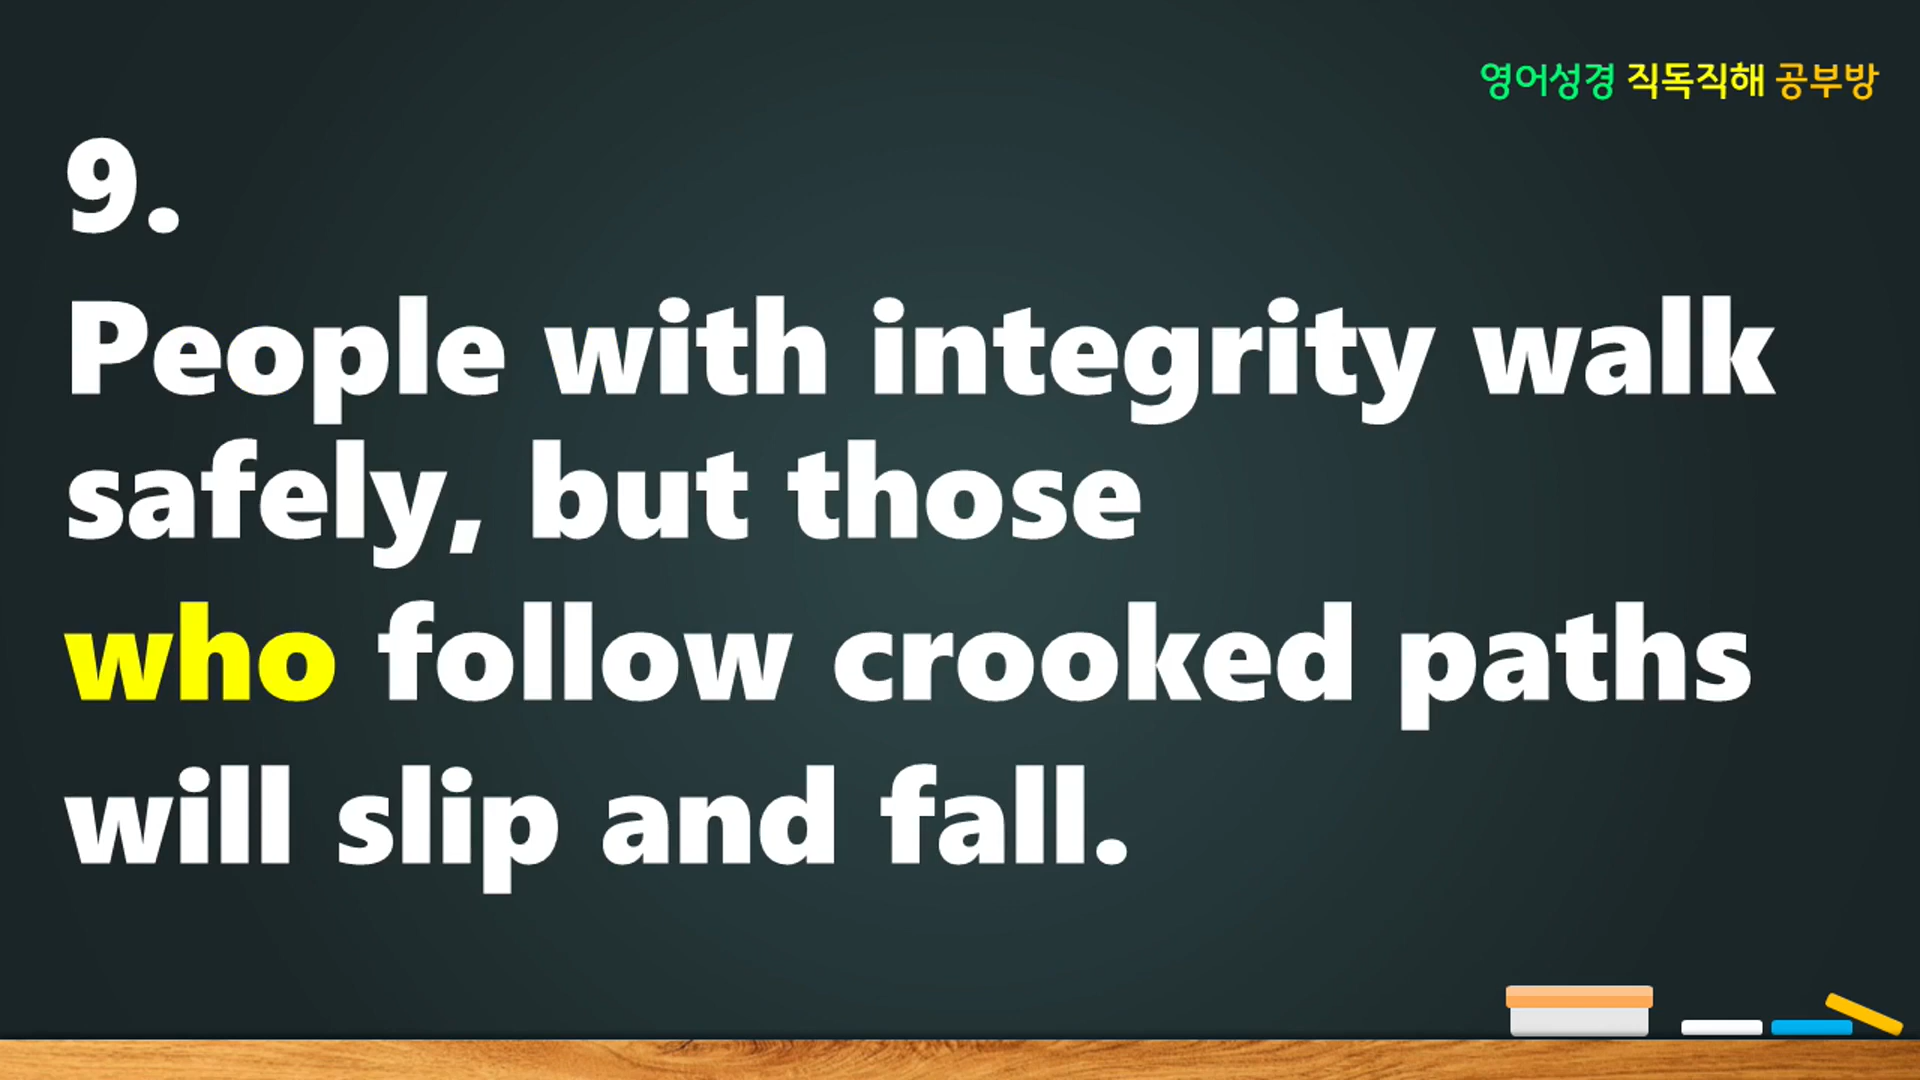 영어성경 직독직해 공부방
9.
People with integrity walk
safely, but those
who follow crooked paths
will slip and fall.